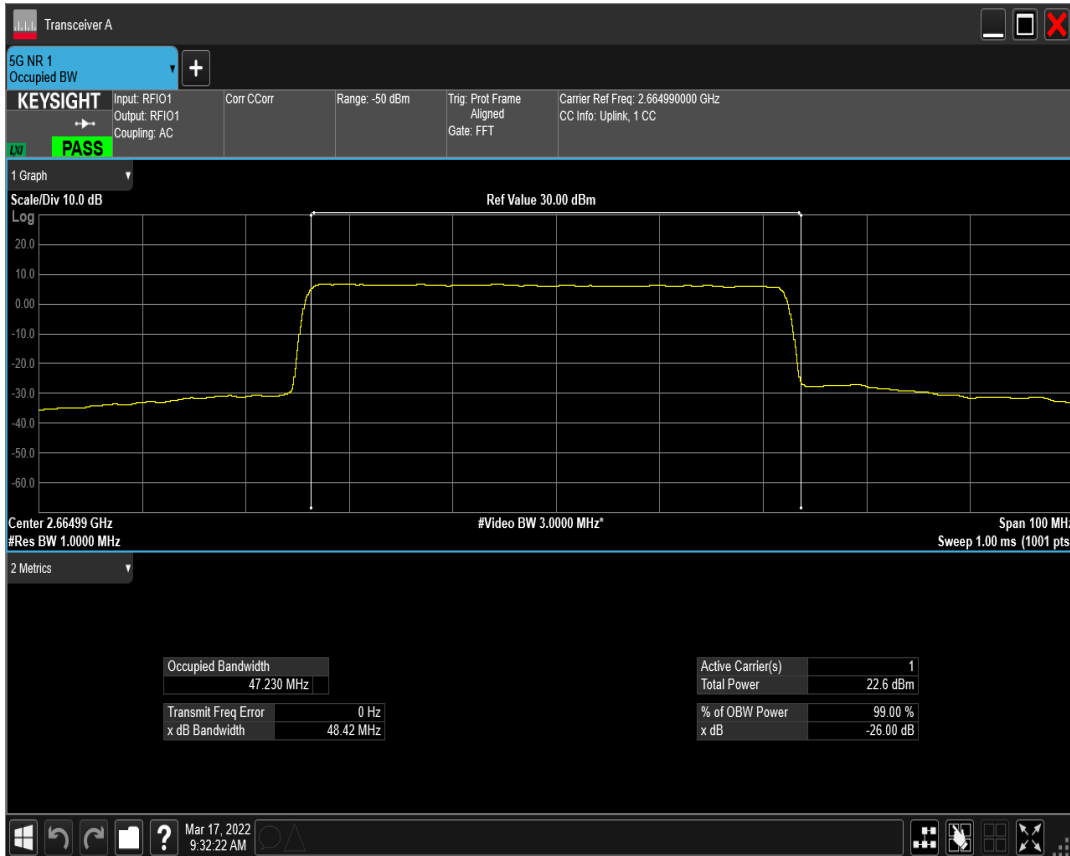 Transceiver A
5G NR 1
Occupied BW
KEYSIGHT
LXI
PASS
Input: RFIO1
Output: RFIO1
Coupling: AC
Corr CCorr
Range: -50 dBm
Trig: Prot Frame
Aligned
Gate: FFT
Carrier Ref Freq: 2.664990000 GHz
CC Info: Uplink, 1 CC
1 Graph
Scale/Div 10.0 dB
Ref Value 30.00 dBm
Log
20.0
10.0
0.00
-10.0
-20.0
-30.0
-40.0
-50.0
-60.0
Center 2.66499 GHz
#Video BW 3.0000 MHz*
Span 100 MHz
#Res BW 1.0000 MHz
Sweep 1.00 ms (1001 pts
2 Metrics
Occupied Bandwidth
47.230 MHz
Transmit Freq Error 0 Hz
x dB Bandwidth 48.42 MHz
Active Carrier(s) 1
Total Power 22.6 dBm
% of OBW Power 99.00 %
x dB -26.00 dB
?
Mar 17, 2022
9:32:22 AM